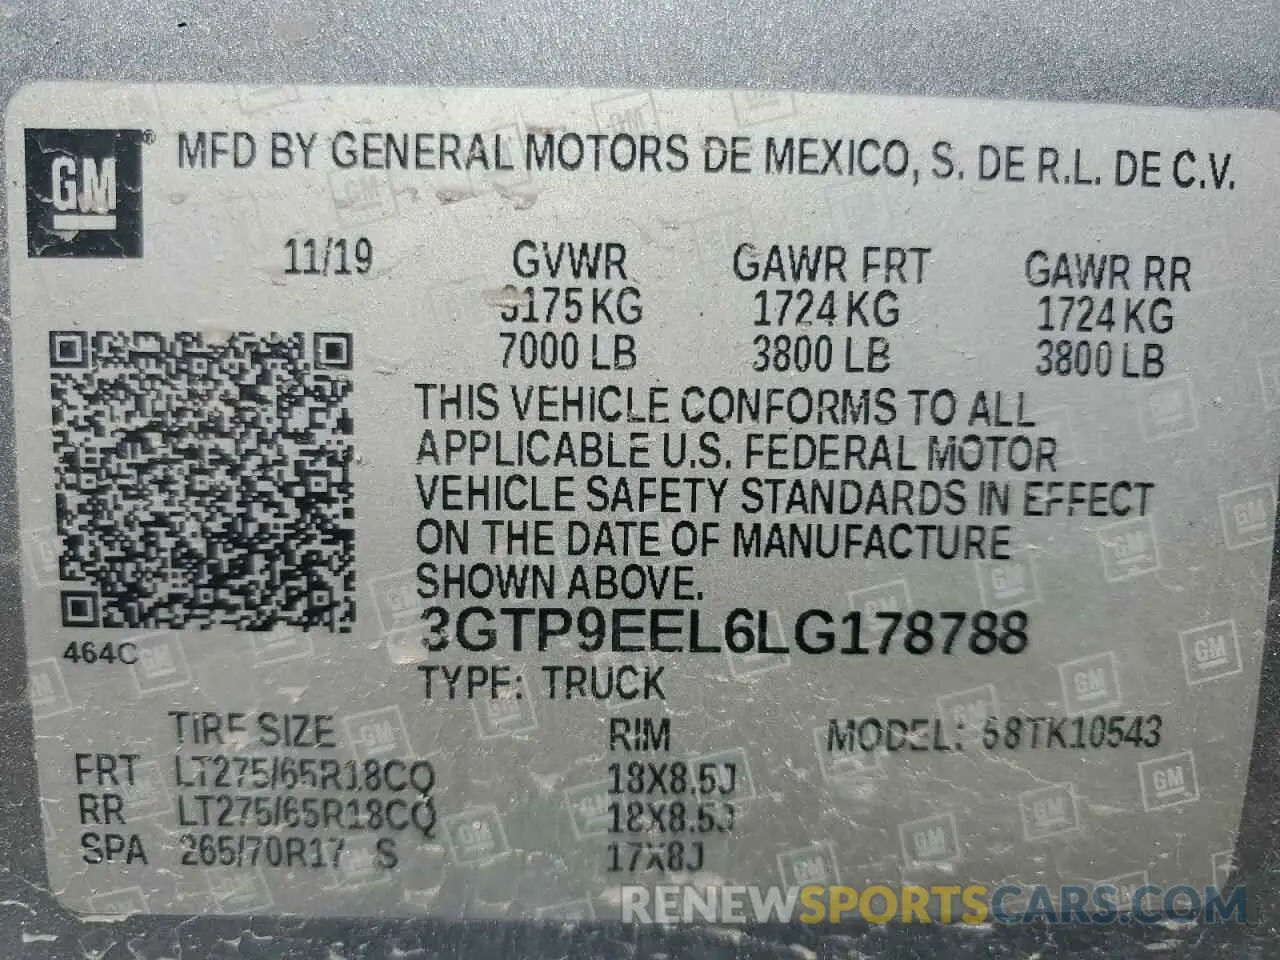 GM ® MFD BY GENERAL MOTORS DE MEXICO, S. DE R.L. DE C.V.
11/19 GVWR GAWR FRT GAWR RR
3175 KG 1724 KG 1724 KG
7000 LB 3800 LB 3800 LB
THIS VEHICLE CONFORMS TO ALL
APPLICABLE U.S. FEDERAL MOTOR
VEHICLE SAFETY STANDARDS IN EFFECT
ON THE DATE OF MANUFACTURE
SHOWN ABOVE.
3GTP9EEL6LG178788
464C
TYPE: TRUCK
TIRE SIZE RIM MODEL: 68TK10543
FRT LT275/65R18CQ 18X8.5J
RR LT275/65R18CQ 18X8.5J
SPA 265/70R17 S 17X8J
RENEWSPORTSCARS.COM